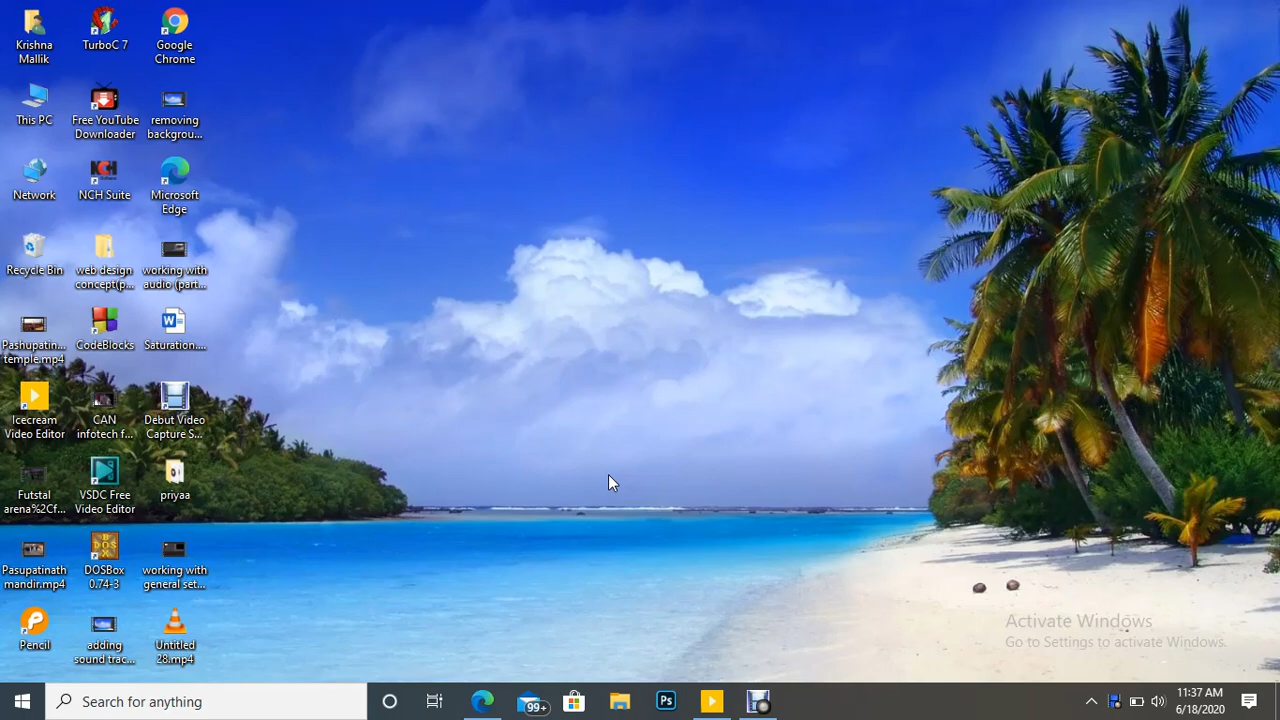 Krishna
Mallik
TurboC 7
Google
Chrome
This PC
Free YouTube
Downloader
removing
backgrou...
Network
NCH Suite
Microsoft
Edge
Recycle Bin
web design
concept(p...
working with
audio (part...
Pashupatin...
temple.mp4
CodeBlocks
Saturation....
Icecream
Video Editor
CAN
infotech f...
Debut Video
Capture S...
Futstal
arena%2Cf...
VSDC Free
Video Editor
priyaa
Pasupatinath
mandir.mp4
DOSBox
0.74-3
working with
general set...
Pencil
adding
sound trac...
Untitled
28.mp4
Activate Windows
Go to Settings to activate Windows.
Search for anything
99+
Ps
11:37 AM
6/18/2020